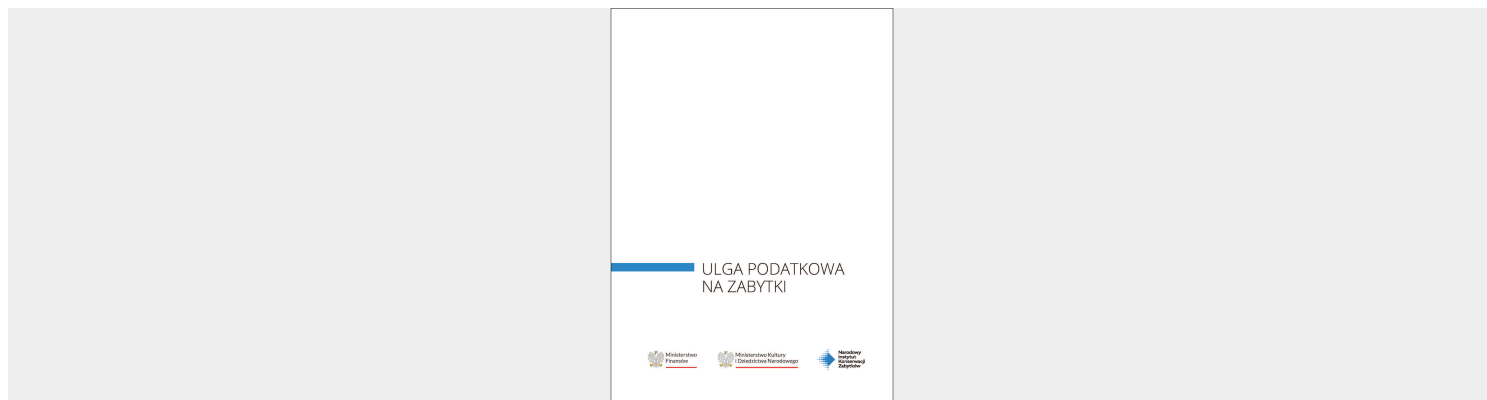 ULGA PODATKOWA
NA ZABYTKI
Ministerstwo
Finansów
Ministerstwo Kultury
i Dziedzictwa Narodowego
Narodowy
Instytut
Konserwacji
Zabytków